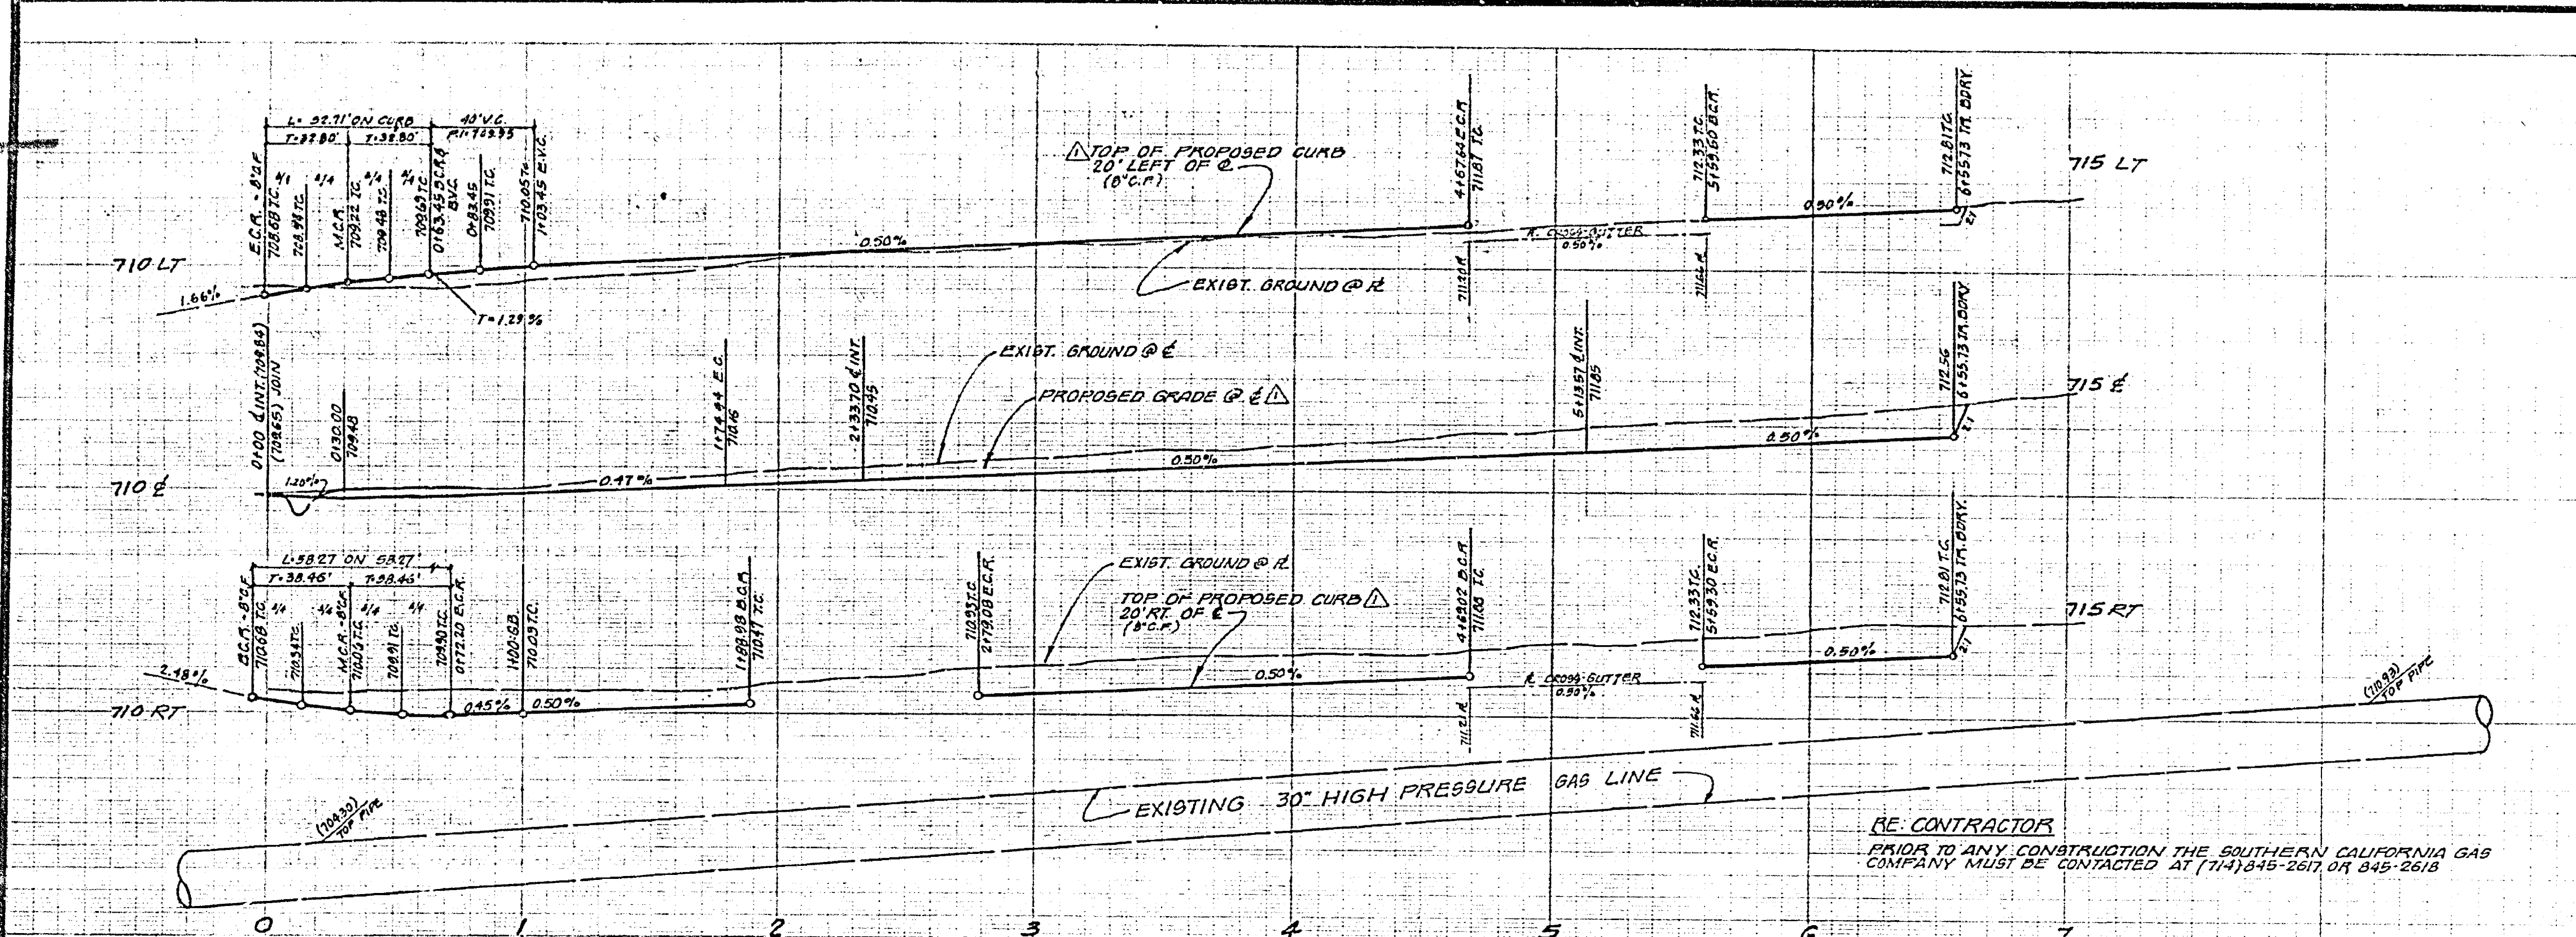 L= 52.71' ON CURB
40' V.C.
T=32.80'
T=32.80'
P.I.=709.95
E.C.R. - 8" C.F.
708.68 T.C.
708.98 T.C.
M.C.R.
709.22 T.C.
709.48 T.C.
709.69 T.C.
0+63.45 B.C.R. &
B.V.C.
0+83.45
709.91 T.C.
710.05 T.C.
1+03.45 E.V.C.
710 LT
1.66%
T=1.29%
0.50%
TOP OF PROPOSED CURB
20' LEFT OF ℄
(8" C.F.)
EXIST. GROUND @ ℞
4+67.64 E.C.R.
711.87 T.C.
711.20 ℞
℞ CROSS-GUTTER
0.50%
712.33 T.C.
5+59.60 B.C.R.
711.66 ℞
0.50%
712.81 T.C.
6+55.73 TR. BDRY.
2:1
715 LT
0+00 ℄ INT. (709.84)
(709.65) JOIN
0+30.00
709.48
1+74.44 E.C.
710.16
2+33.70 ℄ INT.
710.45
EXIST. GROUND @ ℄
PROPOSED GRADE @ ℄
5+13.57 ℄ INT.
711.85
712.56
6+55.73 TR. BDRY.
2:1
715 ℄
710 ℄
1.20%
0.47%
0.50%
0.50%
L=58.27 ON 58.27'
T=38.46'
T=38.46'
B.C.R. - 8" C.F.
710.68 T.C.
710.34 T.C.
M.C.R. - 8" C.F.
710.06 T.C.
709.91 T.C.
709.90 T.C.
0+72.20 E.C.R.
1+00 G.B.
710.03 T.C.
1+88.98 B.C.R.
710.47 T.C.
710.93 T.C.
2+79.08 E.C.R.
EXIST. GROUND @ ℞
TOP OF PROPOSED CURB
20' RT. OF ℄
(8" C.F.)
4+69.02 B.C.R.
711.88 T.C.
711.21 ℞
℞ CROSS-GUTTER
0.50%
712.33 T.C.
5+59.30 E.C.R.
711.66 ℞
712.81 T.C.
6+55.73 TR. BDRY.
2:1
715 RT
2.48%
710 RT
0.45%
0.50%
0.50%
0.50%
(710.93)
TOP PIPE
(704.30)
TOP PIPE
EXISTING 30" HIGH PRESSURE GAS LINE
RE: CONTRACTOR
PRIOR TO ANY CONSTRUCTION THE SOUTHERN CALIFORNIA GAS
COMPANY MUST BE CONTACTED AT (714) 845-2617 OR 845-2618
0 1 2 3 4 5 6 7